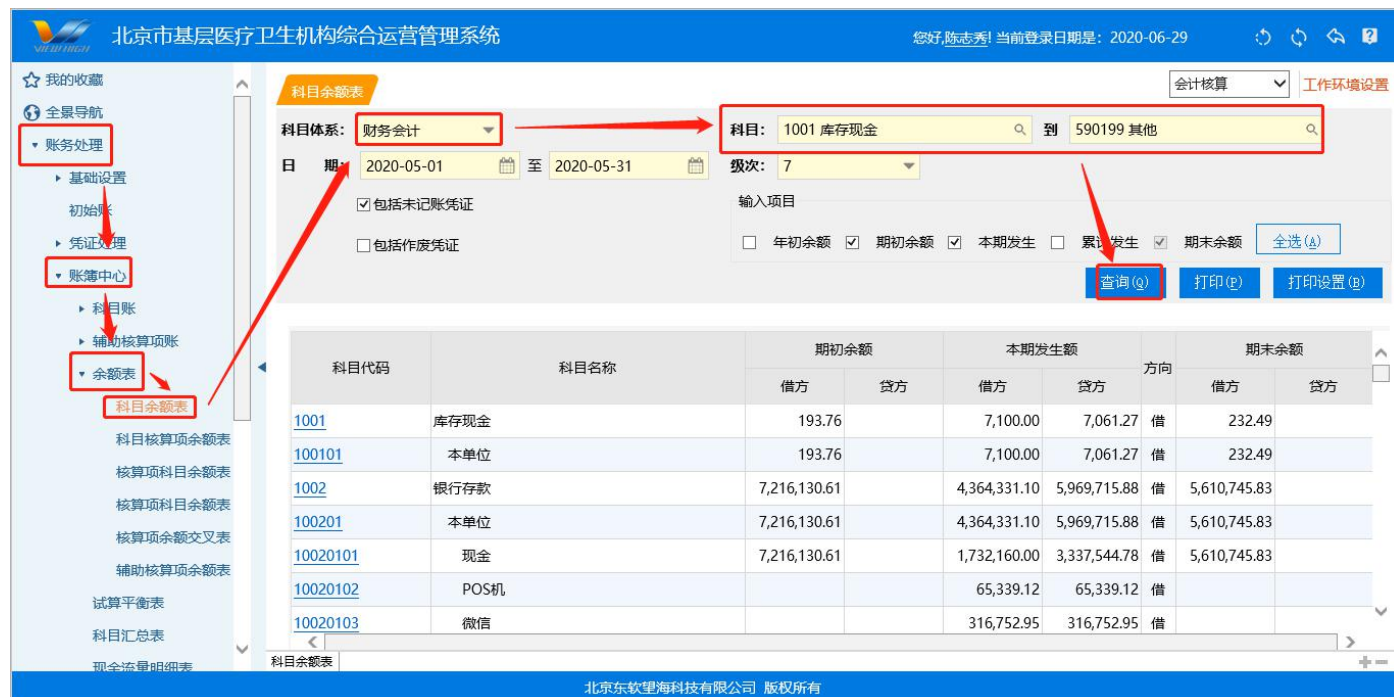 VIEWHIGH 北京市基层医疗卫生机构综合运营管理系统 您好,陈志秀! 当前登录日期是：2020-06-29
我的收藏
全景导航
账务处理
基础设置
初始账
凭证处理
账簿中心
科目账
辅助核算项账
余额表
科目余额表
科目核算项余额表
核算项科目余额表
核算项科目余额表
核算项余额交叉表
辅助核算项余额表
试算平衡表
科目汇总表
现金流量明细表
科目余额表 会计核算 工作环境设置
科目体系： 财务会计 科目： 1001 库存现金 到 590199 其他
日 期： 2020-05-01 至 2020-05-31 级次： 7
包括未记账凭证 输入项目
包括作废凭证 年初余额 期初余额 本期发生 累计发生 期末余额 全选(A)
查询(Q) 打印(P) 打印设置(B)
科目代码 科目名称 期初余额 本期发生额 方向 期末余额
借方 贷方 借方 贷方 借方 贷方
1001 库存现金 193.76 7,100.00 7,061.27 借 232.49
100101 本单位 193.76 7,100.00 7,061.27 借 232.49
1002 银行存款 7,216,130.61 4,364,331.10 5,969,715.88 借 5,610,745.83
100201 本单位 7,216,130.61 4,364,331.10 5,969,715.88 借 5,610,745.83
10020101 现金 7,216,130.61 1,732,160.00 3,337,544.78 借 5,610,745.83
10020102 POS机 65,339.12 65,339.12 借
10020103 微信 316,752.95 316,752.95 借
科目余额表
北京东软望海科技有限公司 版权所有